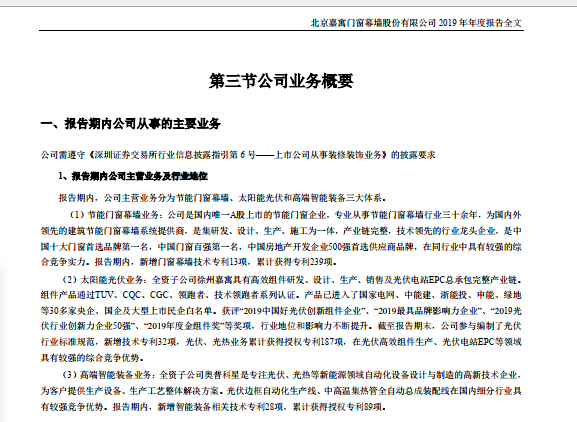 北京嘉寓门窗幕墙股份有限公司 2019 年年度报告全文
第三节公司业务概要
一、报告期内公司从事的主要业务
公司需遵守《深圳证券交易所行业信息披露指引第 6 号——上市公司从事装修装饰业务》的披露要求
1、报告期内公司主营业务及行业地位
报告期内，公司主营业务分为节能门窗幕墙、太阳能光伏和高端智能装备三大体系。
（1）节能门窗幕墙业务：公司是国内唯一A股上市的节能门窗企业，专业从事节能门窗幕墙行业三十余年，为国内外
领先的建筑节能门窗幕墙系统提供商，是集研发、设计、生产、施工为一体，产业链完整，技术领先的行业龙头企业，是中
国十大门窗首选品牌第一名，中国门窗百强第一名，中国房地产开发企业500强首选供应商品牌，在同行业中具有较强的综
合竞争实力。报告期内，新增门窗幕墙技术专利13项，累计获得专利239项。
（2）太阳能光伏业务：全资子公司徐州嘉寓具有高效组件研发、设计、生产、销售及光伏电站EPC总承包完整产业链。
组件产品通过TUV、CQC、CGC、领跑者、技术领跑者系列认证。产品已进入了国家电网、中能建、浙能投、中能、绿地
等30多家央企、国企及大型上市民企白名单。获评“2019中国好光伏创新组件企业”、“2019最具品牌影响力企业”、“2019光
伏行业创新力企业50强”、“2019年度金组件奖”等奖项，行业地位和影响力不断提升。截至报告期末，公司参与编制了光伏
行业标准规范，新增技术专利32项，光伏、光热业务累计获得授权专利187项，在光伏高效组件生产、光伏电站EPC等领域
具有较强的综合竞争优势。
（3）高端智能装备业务：全资子公司奥普科星是专注光伏、光热等新能源领域自动化设备设计与制造的高新技术企业，
为客户提供生产设备、生产工艺整体解决方案。光伏边框自动化生产线、中高温集热管全自动总成装配线在国内细分行业具
有较强竞争优势。报告期内，新增智能装备相关技术专利28项，累计获得授权专利89项。